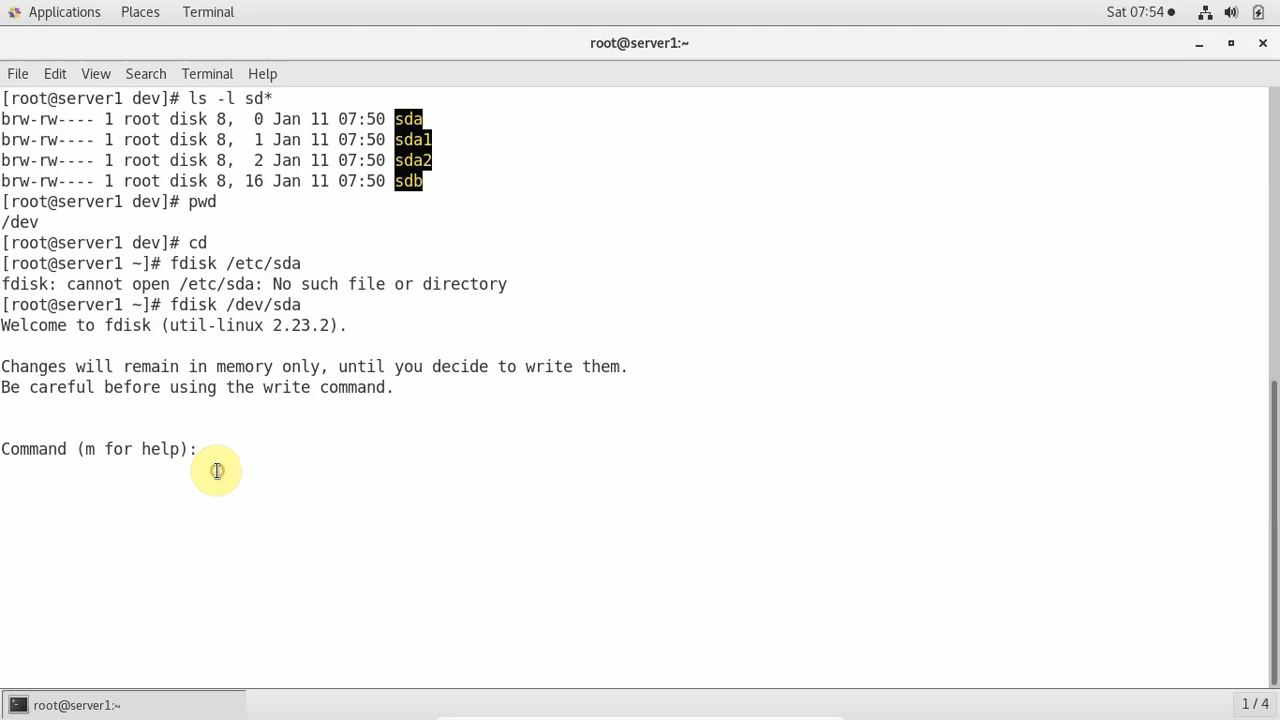 Applications Places Terminal Sat 07:54
root@server1:~
File Edit View Search Terminal Help
[root@server1 dev]# ls -l sd*
brw-rw---- 1 root disk 8,  0 Jan 11 07:50 sda
brw-rw---- 1 root disk 8,  1 Jan 11 07:50 sda1
brw-rw---- 1 root disk 8,  2 Jan 11 07:50 sda2
brw-rw---- 1 root disk 8, 16 Jan 11 07:50 sdb
[root@server1 dev]# pwd
/dev
[root@server1 dev]# cd
[root@server1 ~]# fdisk /etc/sda
fdisk: cannot open /etc/sda: No such file or directory
[root@server1 ~]# fdisk /dev/sda
Welcome to fdisk (util-linux 2.23.2).
Changes will remain in memory only, until you decide to write them.
Be careful before using the write command.
Command (m for help):
root@server1:~ 1 / 4